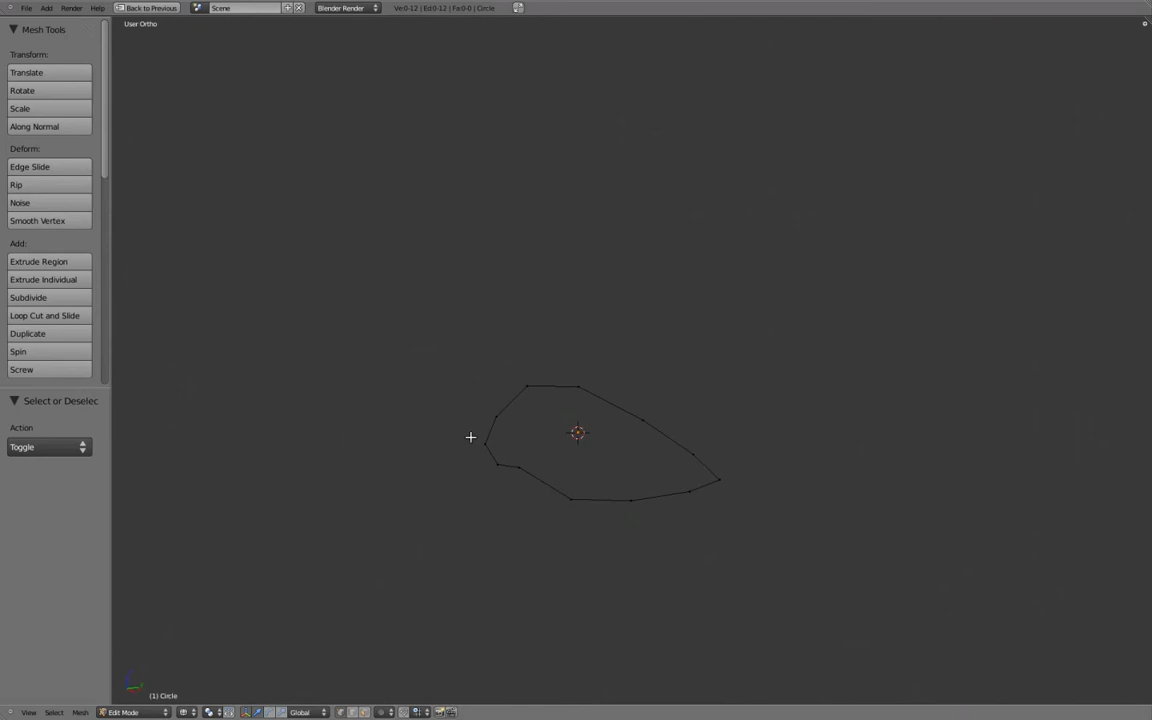 File Add Render Help Back to Previous Scene Blender Render Ve:0-12 | Ed:0-12 | Fa:0-0 | Circle
User Ortho
Mesh Tools
Transform:
Translate
Rotate
Scale
Along Normal
Deform:
Edge Slide
Rip
Noise
Smooth Vertex
Add:
Extrude Region
Extrude Individual
Subdivide
Loop Cut and Slide
Duplicate
Spin
Screw
Select or Deselec
Action
Toggle
(1) Circle
View Select Mesh Edit Mode Global